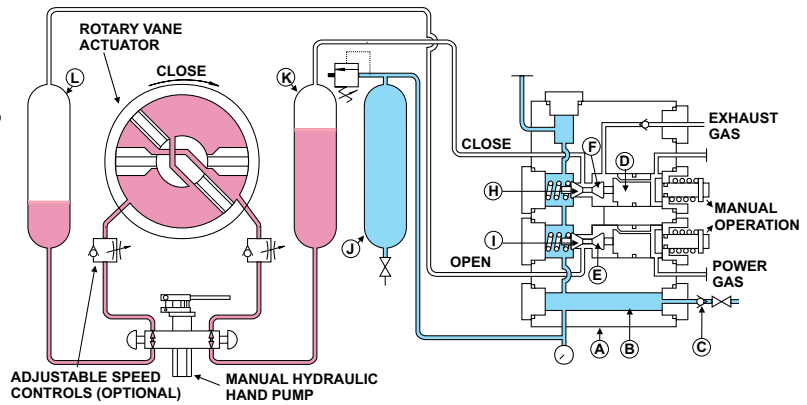 ROTARY VANE
ACTUATOR
L
CLOSE
K
EXHAUST
GAS
CLOSE
F
D
H
MANUAL
OPERATION
I
J
E
OPEN
POWER
GAS
A
B
C
ADJUSTABLE SPEED
CONTROLS (OPTIONAL)
MANUAL HYDRAULIC
HAND PUMP